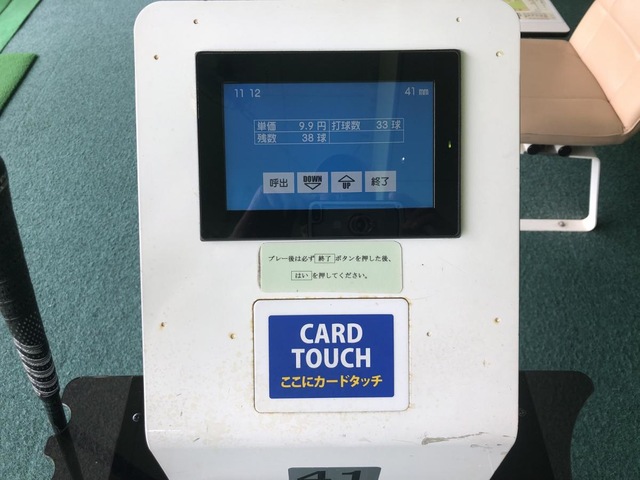 11 12 41 mm
単価 9.9 円 打球数 33 球
残数 38 球
呼出 DOWN UP 終了
プレー後は必ず 終了 ボタンを押した後、
はい を押してください。
CARD
TOUCH
ここにカードタッチ
41